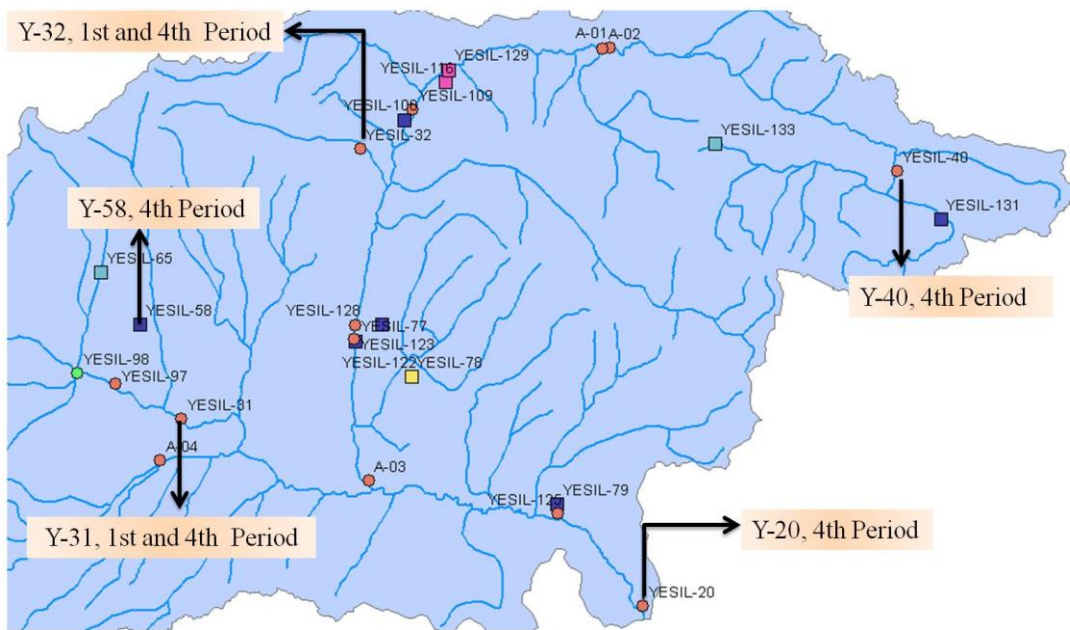 Y-32, 1st and 4th Period
A-01
A-02
YESIL-129
YESIL-116
YESIL-109
YESIL-108
YESIL-32
YESIL-133
YESIL-40
YESIL-131
Y-58, 4th Period
YESIL-65
YESIL-58
Y-40, 4th Period
YESIL-128
YESIL-77
YESIL-123
YESIL-122
YESIL-78
YESIL-98
YESIL-97
YESIL-31
A-04
A-03
YESIL-79
YESIL-125
Y-31, 1st and 4th Period
Y-20, 4th Period
YESIL-20